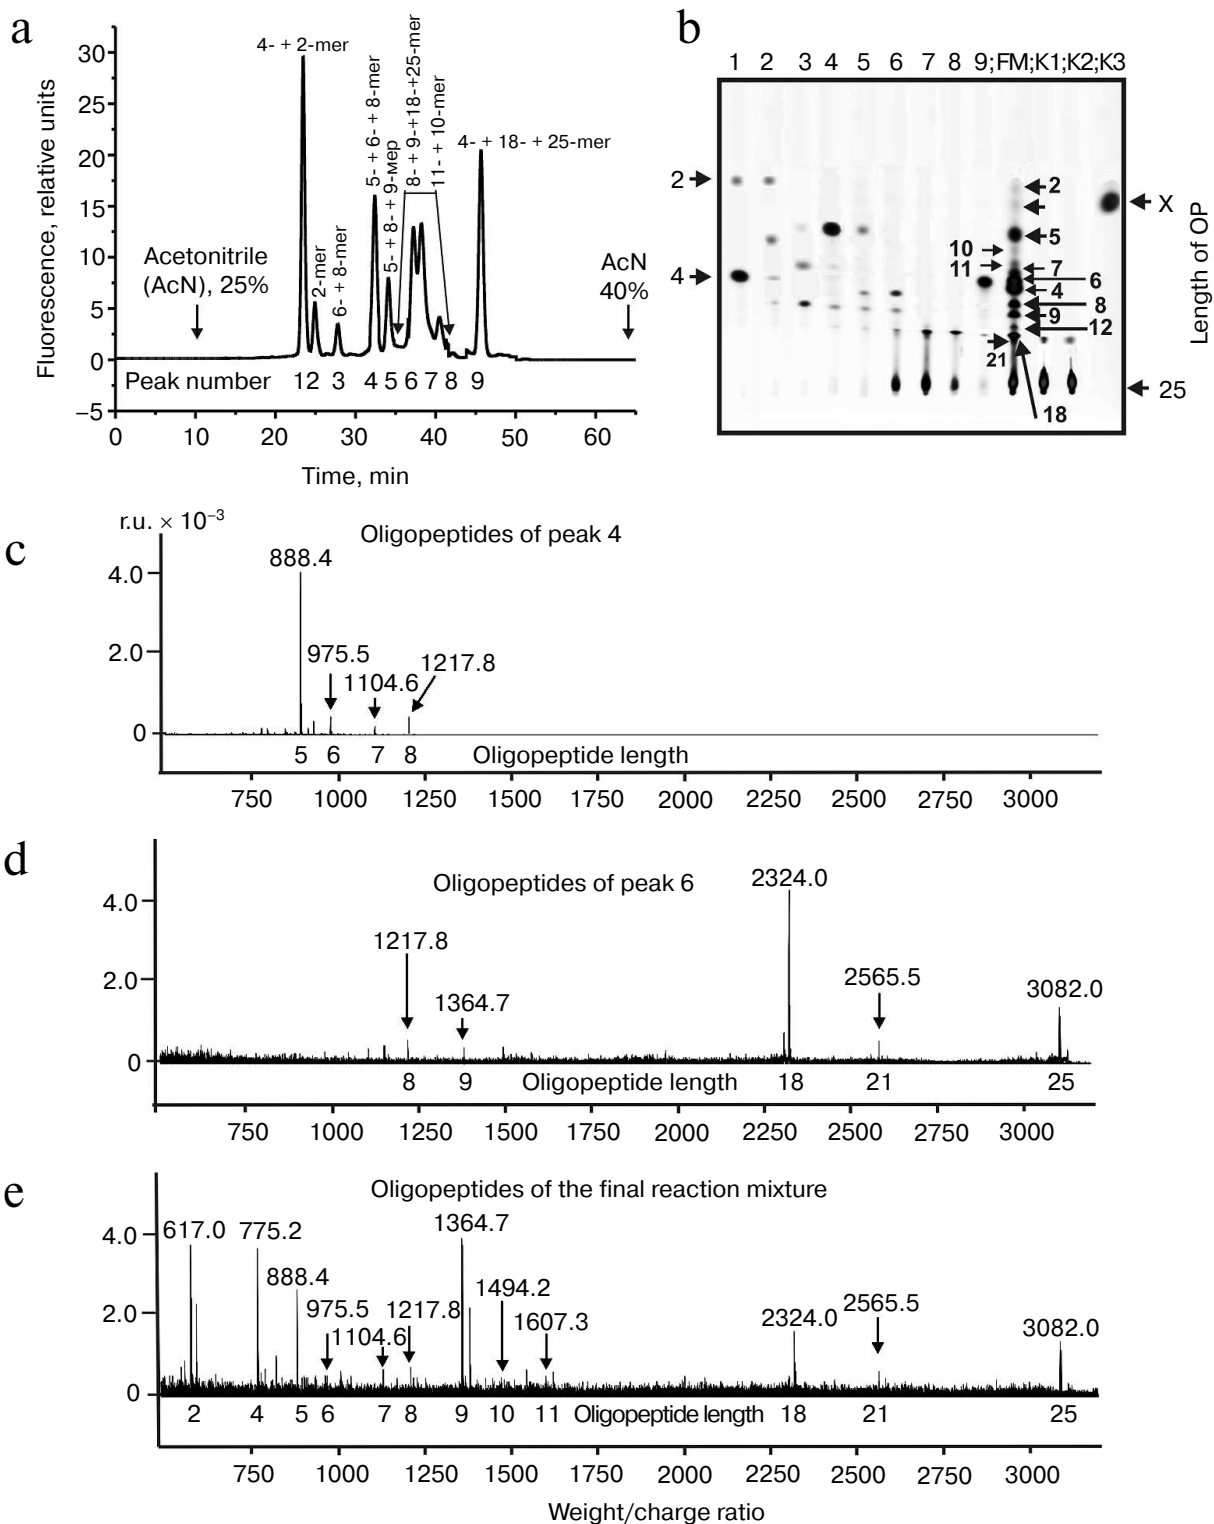 a
Fluorescence, relative units
30
25
20
15
10
5
0
−5
4- + 2-mer
2-mer
6- + 8-mer
5- + 6- + 8-mer
5- + 8- + 9-мер
8- + 9-+18-+25-mer
11- + 10-mer
4- + 18- + 25-mer
Acetonitrile
(AcN), 25%
AcN
40%
Peak number 1 2 3 4 5 6 7 8 9
0 20 30 40 50 60
Time, min
b
1 2 3 4 5 6 7 8 9;FM;K1;K2;K3
2
4
2
5
10
11
7
6
4
8
9
12
21
18
X
25
Length of OP
c
r.u. × 10−3
Oligopeptides of peak 4
4.0
2.0
0
888.4
975.5
1104.6
1217.8
5 6 7 8 Oligopeptide length
750 1000 1250 1500 1750 2000 2250 2500 2750 3000
d
Oligopeptides of peak 6
4.0
2.0
0
1217.8
1364.7
2324.0
2565.5
3082.0
8 9 Oligopeptide length 18 21 25
750 1000 1250 1500 1750 2000 2250 2500 2750 3000
e
Oligopeptides of the final reaction mixture
4.0
2.0
0
617.0 775.2
888.4
975.5
1104.6
1217.8
1364.7
1494.2
1607.3
2324.0
2565.5
3082.0
2 4 5 6 7 8 9 10 11 Oligopeptide length 18 21 25
750 1000 1250 1500 1750 2000 2250 2500 2750 3000
Weight/charge ratio